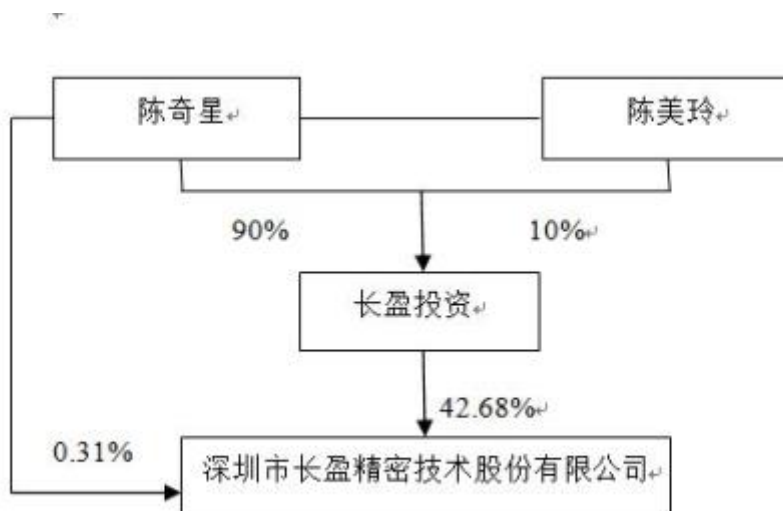 陈奇星
陈美玲
90%
10%
长盈投资
42.68%
0.31%
深圳市长盈精密技术股份有限公司